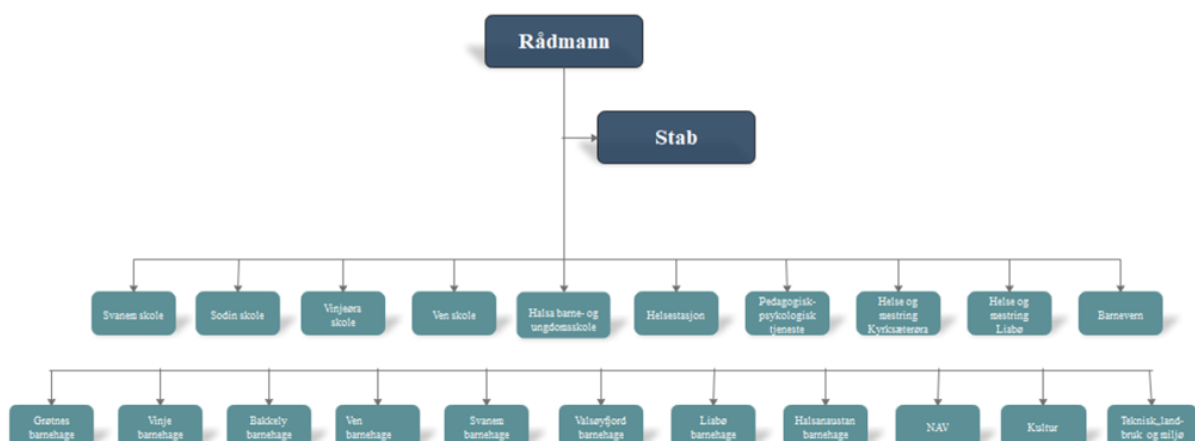 Rådmann
Stab
Svanem skole
Sodin skole
Vinjeøra
skole
Ven skole
Halsa barne- og
ungdomsskole
Helsestasjon
Pedagogisk-
psykologisk
tjeneste
Helse og
mestring
Kyrksæterøra
Helse og
mestring
Liabø
Barnevern
Grøtnes
barnehage
Vinje
barnehage
Bakkely
barnehage
Ven
barnehage
Svanem
barnehage
Valsøyfjord
barnehage
Liabø
barnehage
Halsanaustan
barnehage
NAV
Kultur
Teknisk,,land-
bruk og miljø